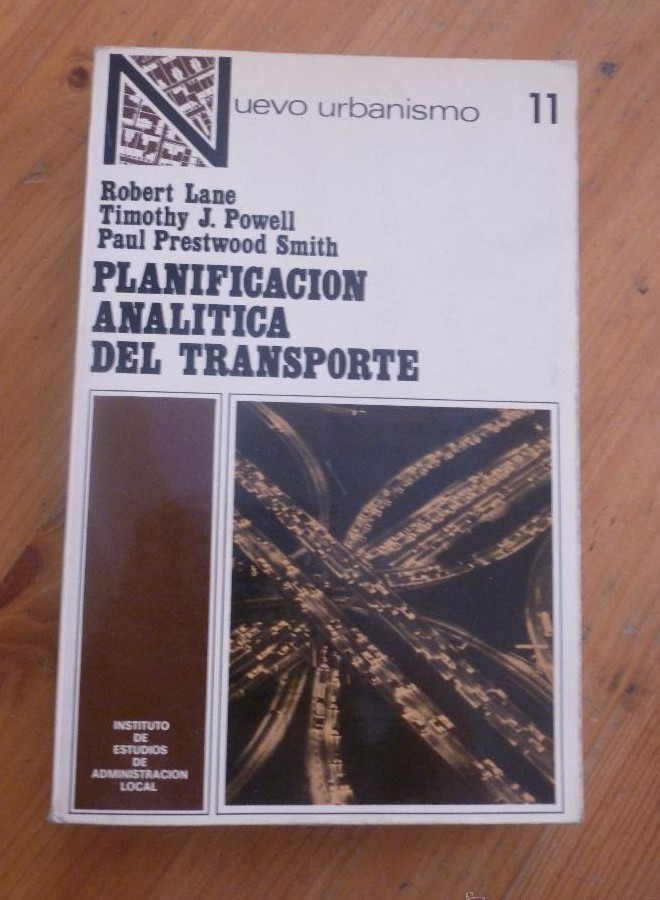 Nuevo urbanismo 11
Robert Lane
Timothy J. Powell
Paul Prestwood Smith
PLANIFICACION
ANALITICA
DEL TRANSPORTE
INSTITUTO
DE
ESTUDIOS
DE
ADMINISTRACION
LOCAL